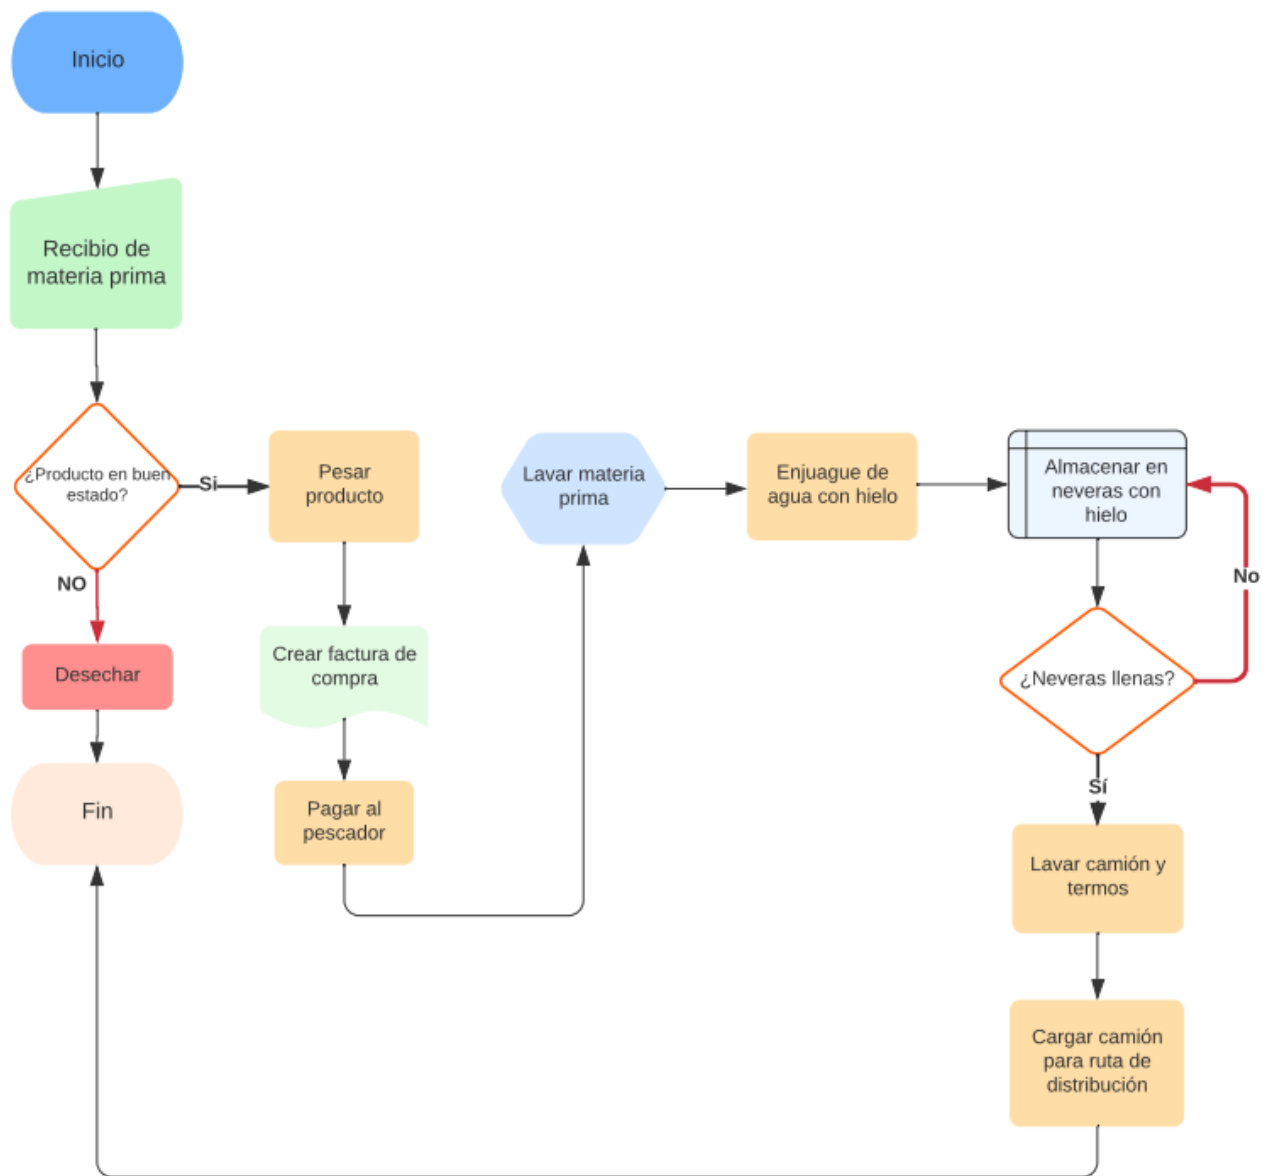 Inicio
Recibio de
materia prima
¿Producto en buen
estado?
Si
NO
Desechar
Fin
Pesar
producto
Crear factura de
compra
Pagar al
pescador
Lavar materia
prima
Enjuague de
agua con hielo
Almacenar en
neveras con
hielo
No
¿Neveras llenas?
Sí
Lavar camión y
termos
Cargar camión
para ruta de
distribución